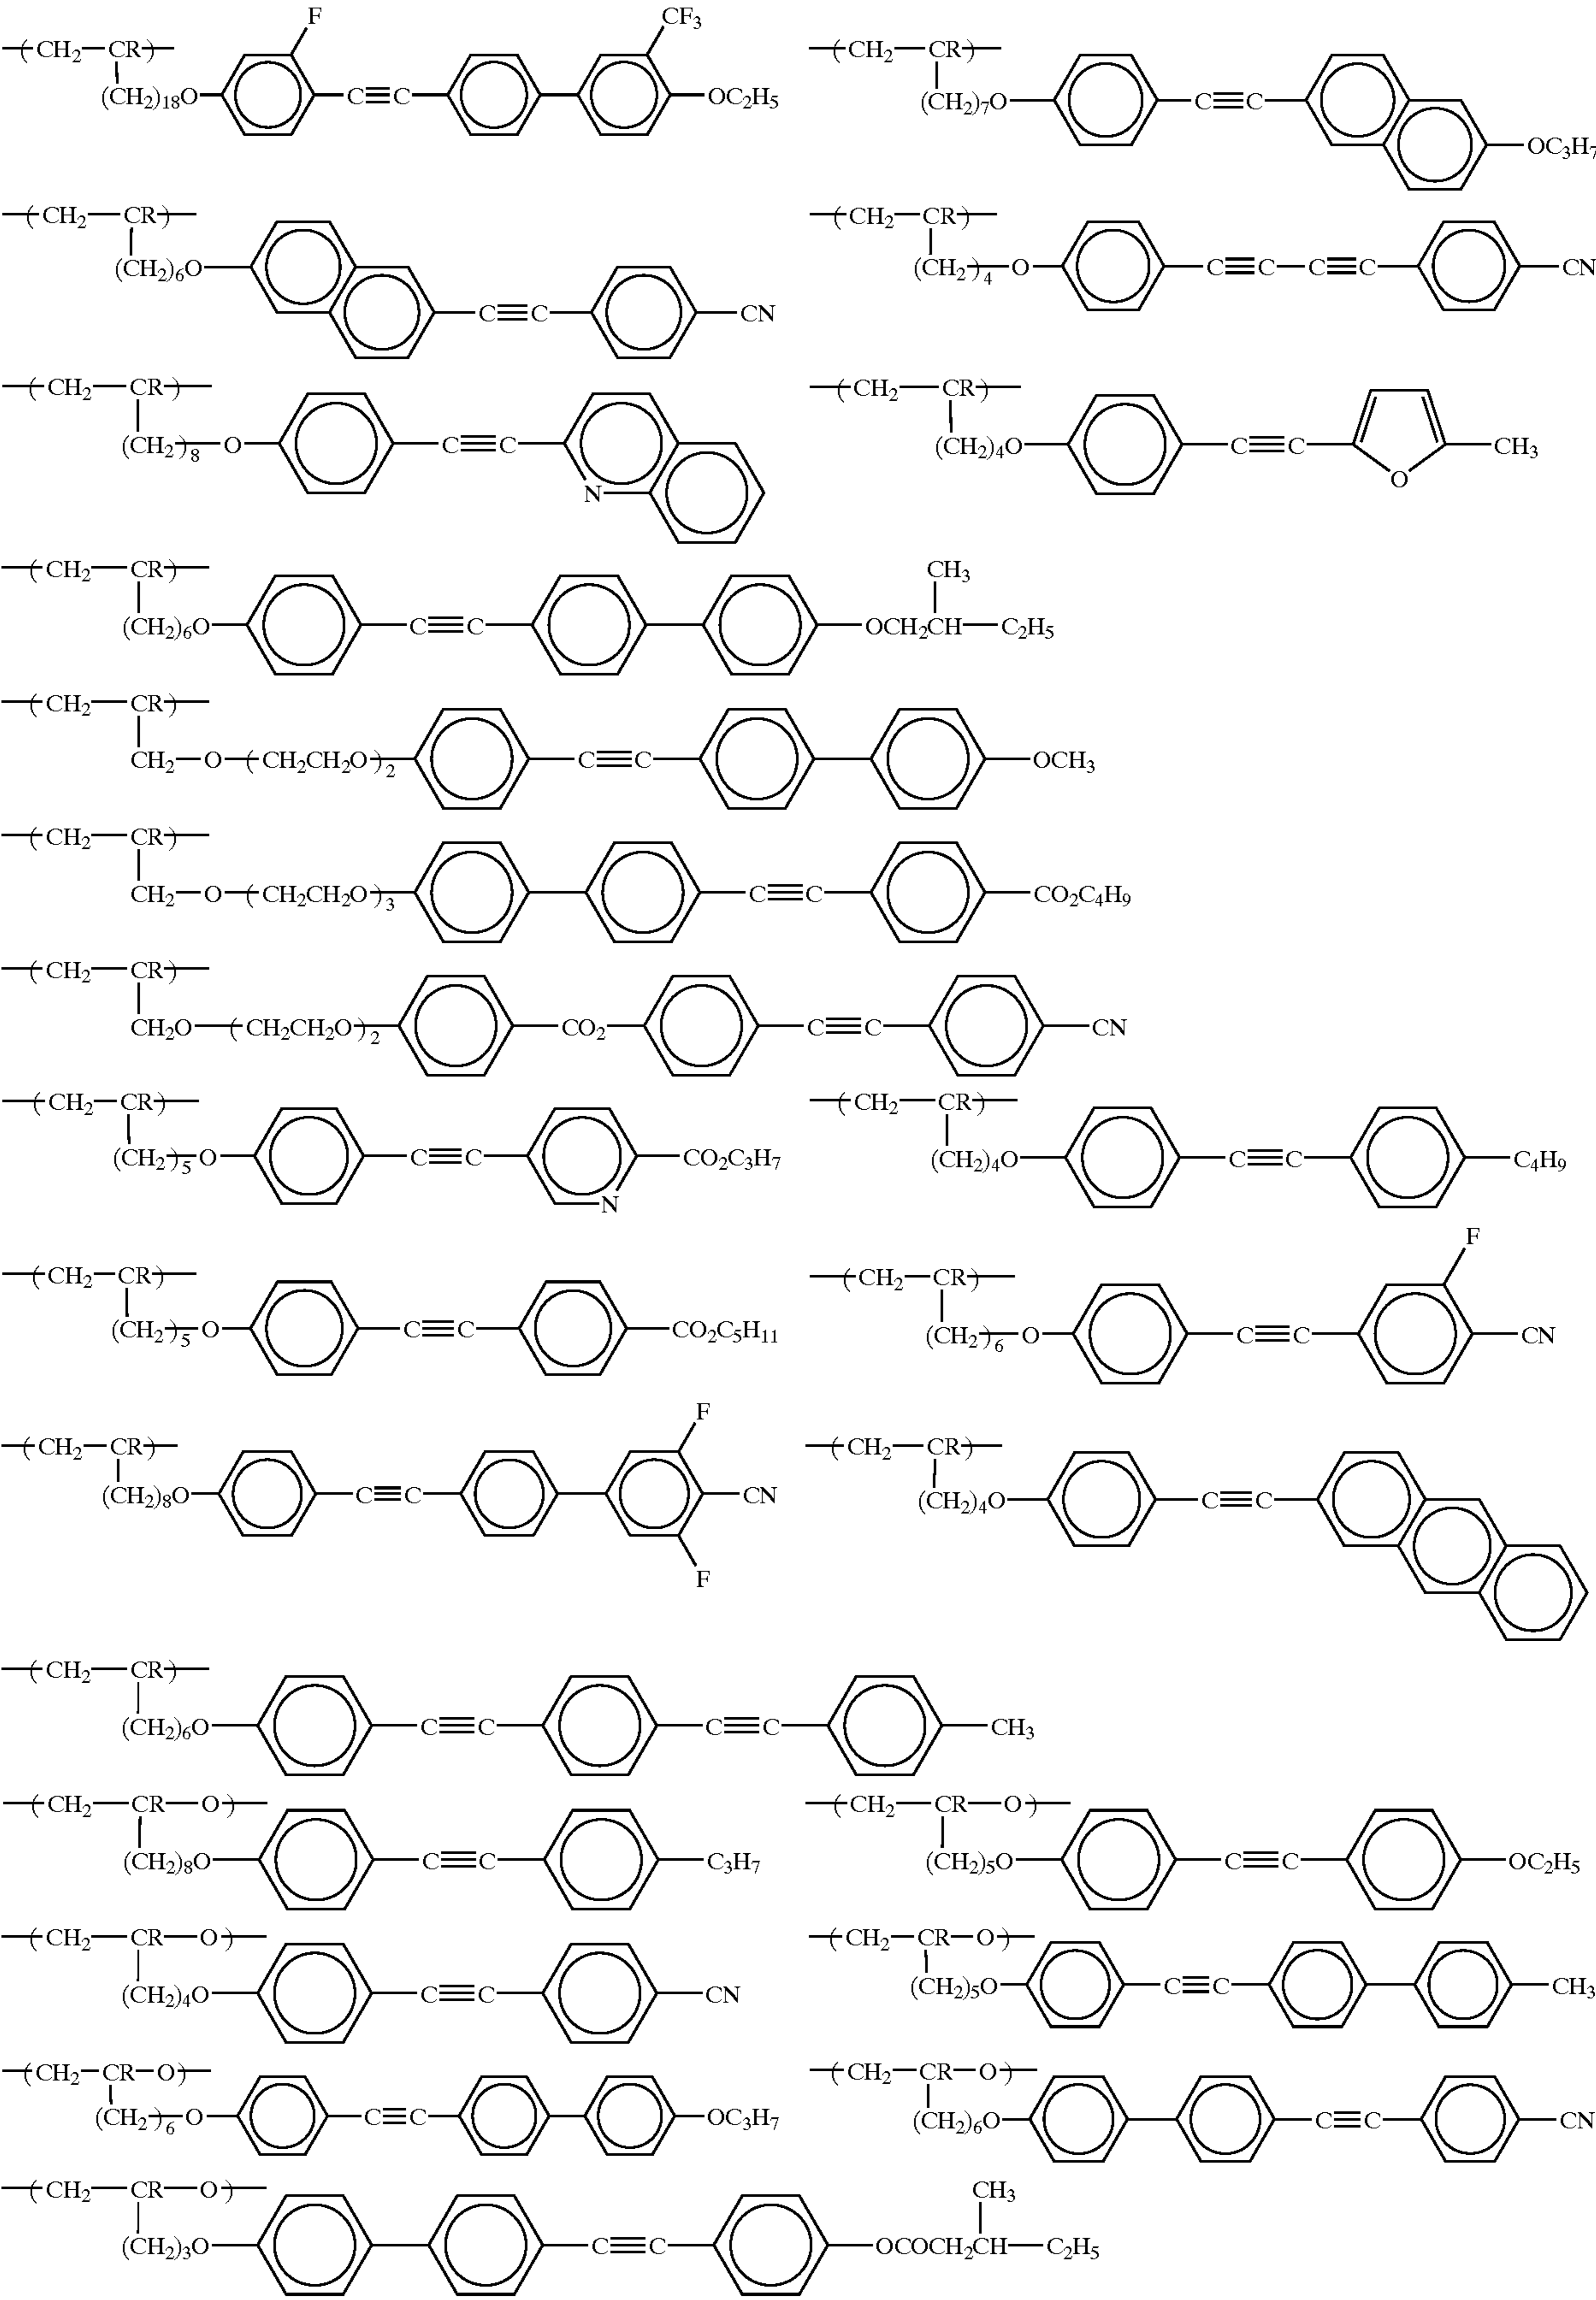 F CF₃
—(CH₂—CR)— (CH₂)₁₈O C≡C OC₂H₅
—(CH₂—CR)— (CH₂)₇O C≡C OC₃H₇
—(CH₂—CR)— (CH₂)₆O C≡C CN
—(CH₂—CR)— (CH₂)₄—O C≡C—C≡C CN
—(CH₂—CR)— (CH₂)₈—O C≡C N
—(CH₂—CR)— (CH₂)₄O C≡C O CH₃
—(CH₂—CR)— CH₃
(CH₂)₆O C≡C OCH₂CH—C₂H₅
—(CH₂—CR)—
CH₂—O—(CH₂CH₂O)₂ C≡C OCH₃
—(CH₂—CR)—
CH₂—O—(CH₂CH₂O)₃ C≡C CO₂C₄H₉
—(CH₂—CR)—
CH₂O—(CH₂CH₂O)₂ CO₂ C≡C CN
—(CH₂—CR)— (CH₂)₅—O C≡C N CO₂C₃H₇
—(CH₂—CR)— (CH₂)₄O C≡C C₄H₉
—(CH₂—CR)— (CH₂)₅—O C≡C CO₂C₅H₁₁
F
—(CH₂—CR)— (CH₂)₆—O C≡C CN
F
—(CH₂—CR)— (CH₂)₈O C≡C CN
F
—(CH₂—CR)— (CH₂)₄O C≡C
—(CH₂—CR)—
(CH₂)₆O C≡C C≡C CH₃
—(CH₂—CR—O)— (CH₂)₈O C≡C C₃H₇
—(CH₂—CR—O)— (CH₂)₅O C≡C OC₂H₅
—(CH₂—CR—O)— (CH₂)₄O C≡C CN
—(CH₂—CR—O)— (CH₂)₅O C≡C CH₃
—(CH₂—CR—O)— (CH₂)₆—O C≡C OC₃H₇
—(CH₂—CR—O)— (CH₂)₆O C≡C CN
—(CH₂—CR—O)— CH₃
(CH₂)₃O C≡C OCOCH₂CH—C₂H₅